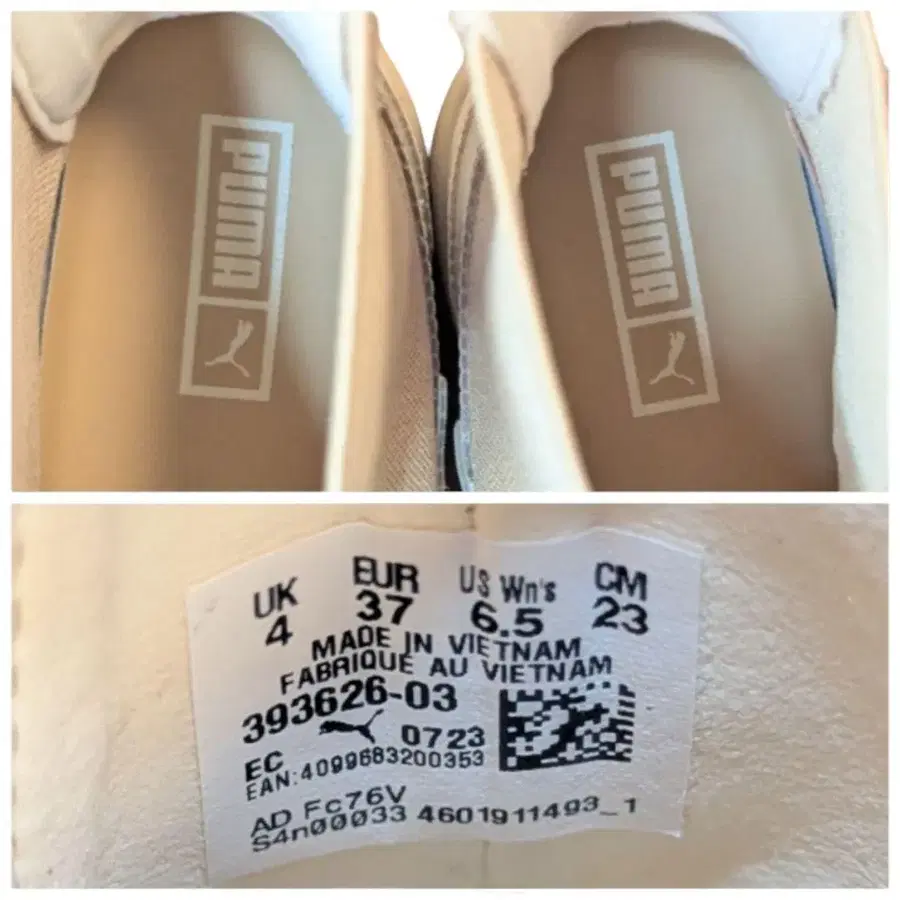 PUMA
PUMA
UK EUR US Wn's CM
4 37 6.5 23
MADE IN VIETNAM
FABRIQUÉ AU VIETNAM
393626-03
EC 0723
EAN:4099683200353
AD Fc76V
S4n00033 4601911493_1